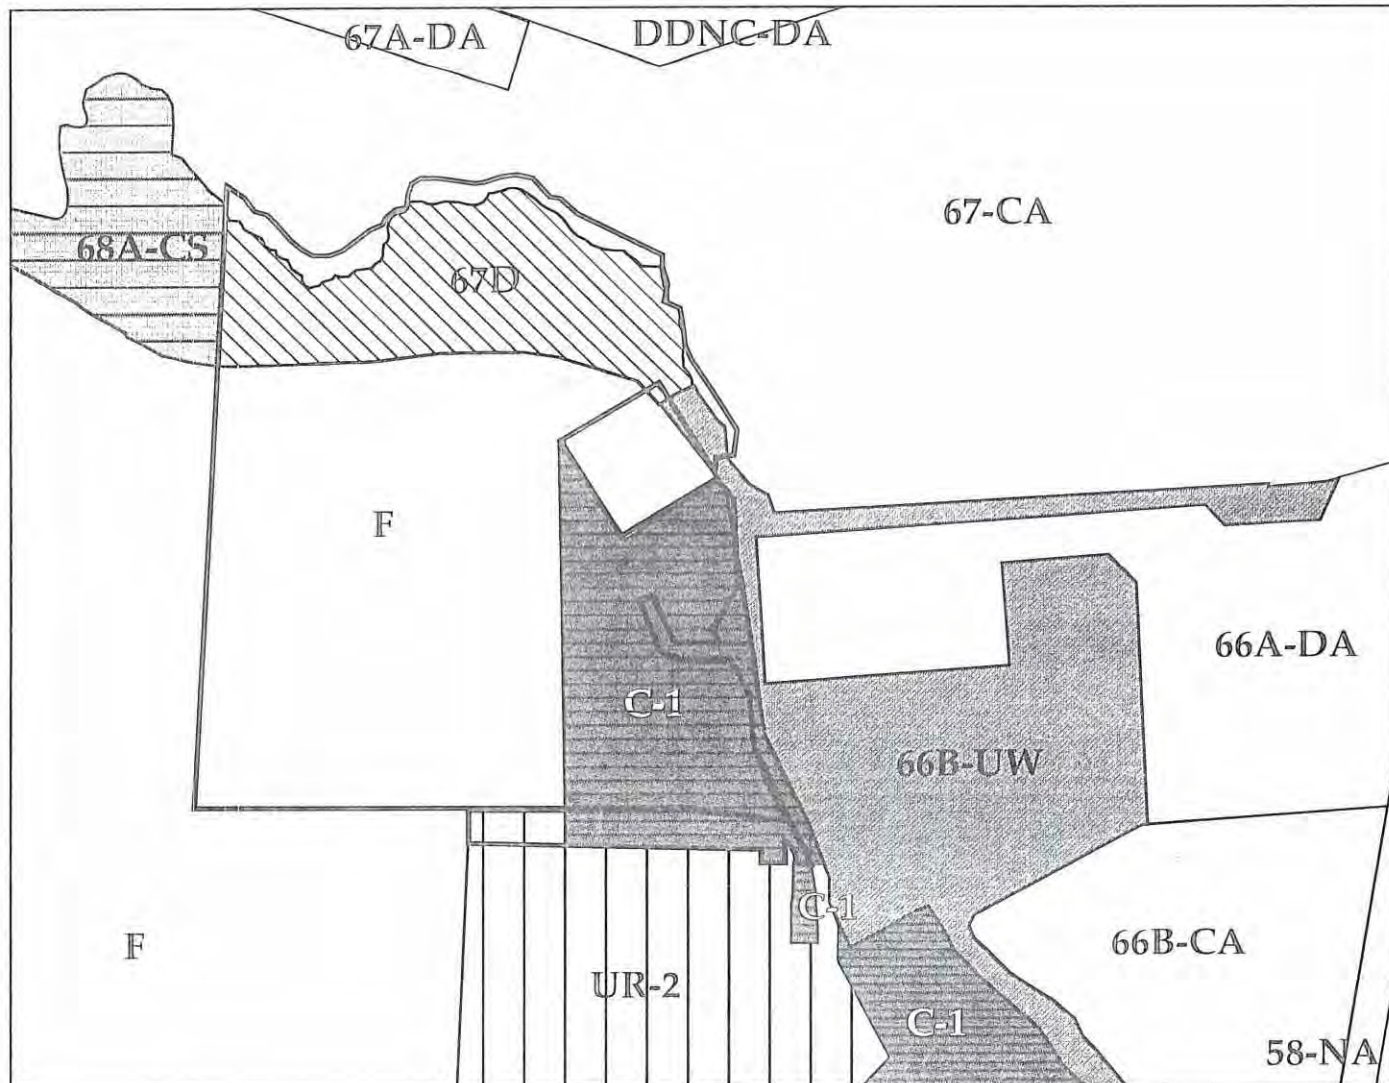 67A-DA
DDNC-DA
67-CA
68A-CS
67D
F
66A-DA
C-1
66B-UW
C-1
F
66B-CA
UR-2
C-1
58-NA